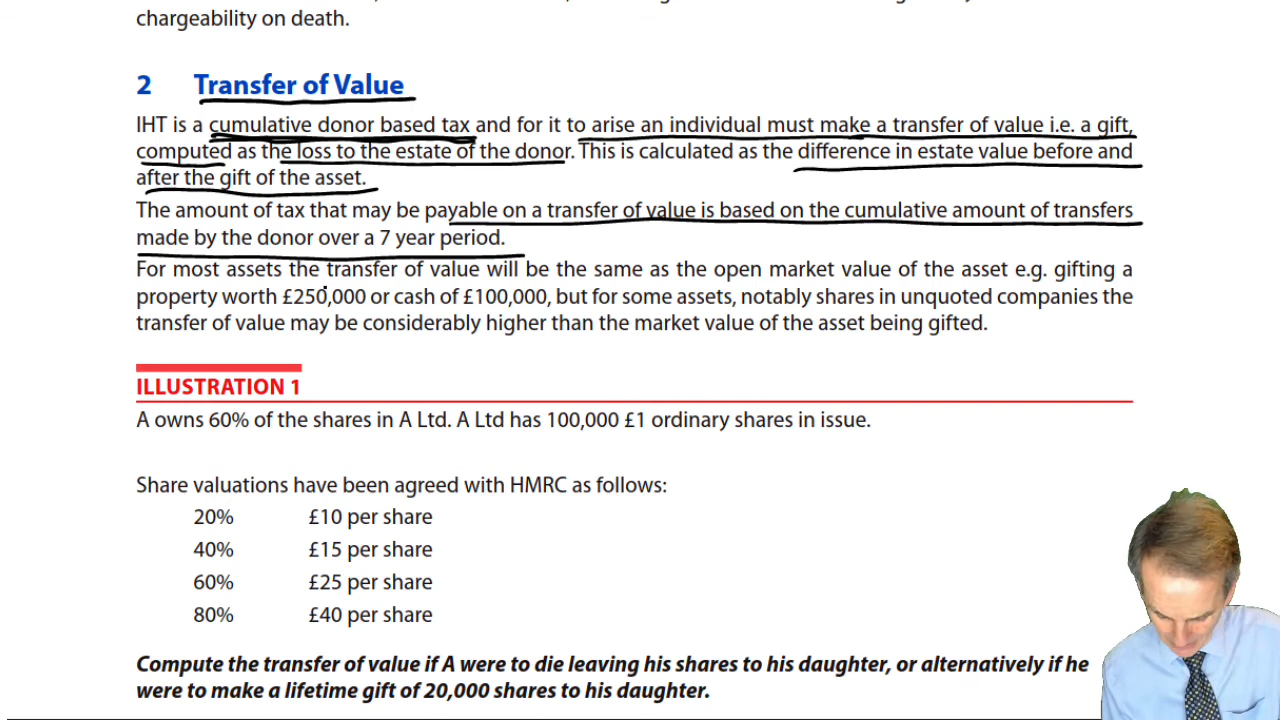 chargeability on death.
2 Transfer of Value
IHT is a cumulative donor based tax and for it to arise an individual must make a transfer of value i.e. a gift,
computed as the loss to the estate of the donor. This is calculated as the difference in estate value before and
after the gift of the asset.
The amount of tax that may be payable on a transfer of value is based on the cumulative amount of transfers
made by the donor over a 7 year period.
For most assets the transfer of value will be the same as the open market value of the asset e.g. gifting a
property worth £250,000 or cash of £100,000, but for some assets, notably shares in unquoted companies the
transfer of value may be considerably higher than the market value of the asset being gifted.
ILLUSTRATION 1
A owns 60% of the shares in A Ltd. A Ltd has 100,000 £1 ordinary shares in issue.
Share valuations have been agreed with HMRC as follows:
20% £10 per share
40% £15 per share
60% £25 per share
80% £40 per share
Compute the transfer of value if A were to die leaving his shares to his daughter, or alternatively if he
were to make a lifetime gift of 20,000 shares to his daughter.